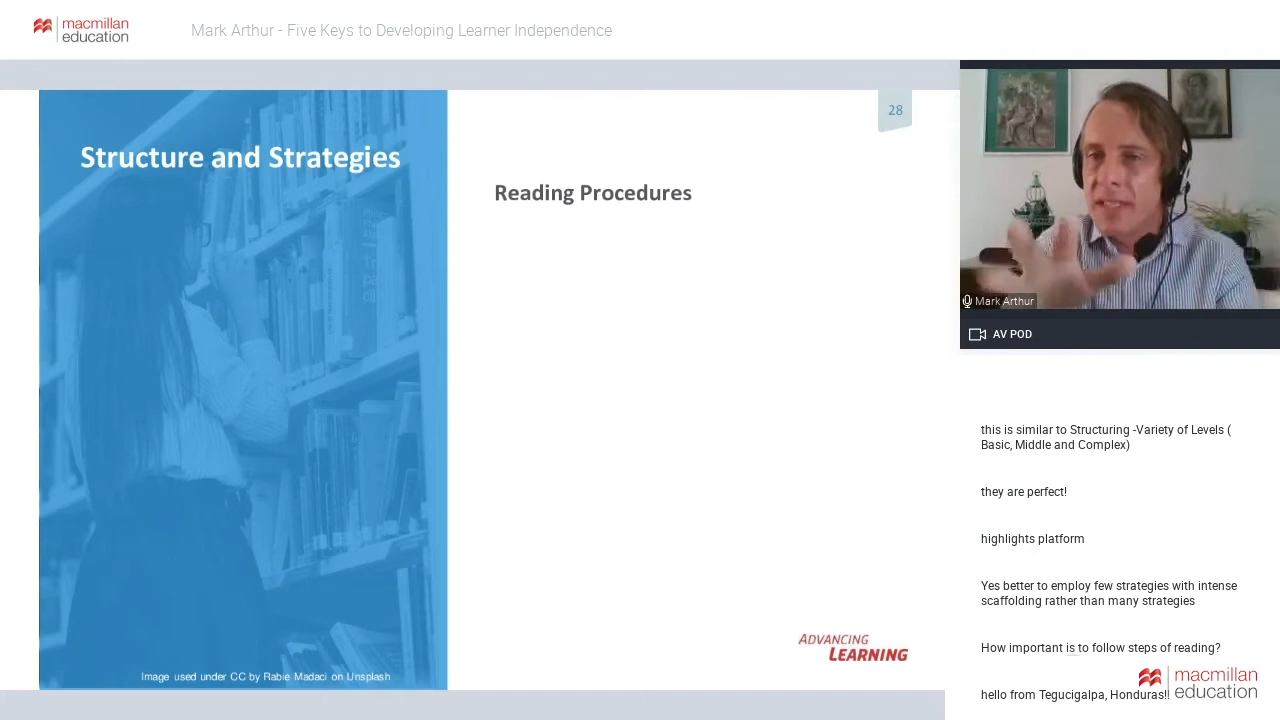 macmillan
education
Mark Arthur - Five Keys to Developing Learner Independence
Structure and Strategies
28
Reading Procedures
ADVANCING
LEARNING
Image used under CC by Rabie Madaci on Unsplash
Mark Arthur
AV POD
this is similar to Structuring -Variety of Levels (
Basic, Middle and Complex)
they are perfect!
highlights platform
Yes better to employ few strategies with intense
scaffolding rather than many strategies
How important is to follow steps of reading?
hello from Tegucigalpa, Honduras!!
macmillan
education